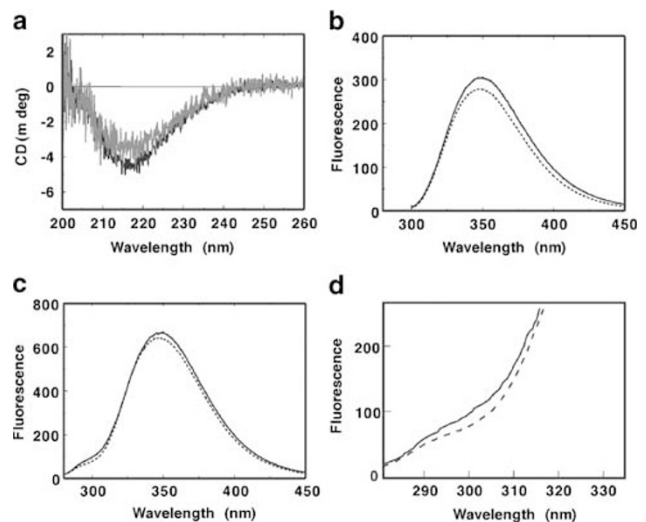 a
2
0
-2
-4
-6
CD (m deg)
200 210 220 230 240 250 260
Wavelength (nm)
b
400
300
200
100
0
Fluorescence
300 350 400 450
Wavelength (nm)
c
800
600
400
200
0
Fluorescence
300 350 400 450
Wavelength (nm)
d
200
100
0
Fluorescence
290 300 310 320 330
Wavelength (nm)